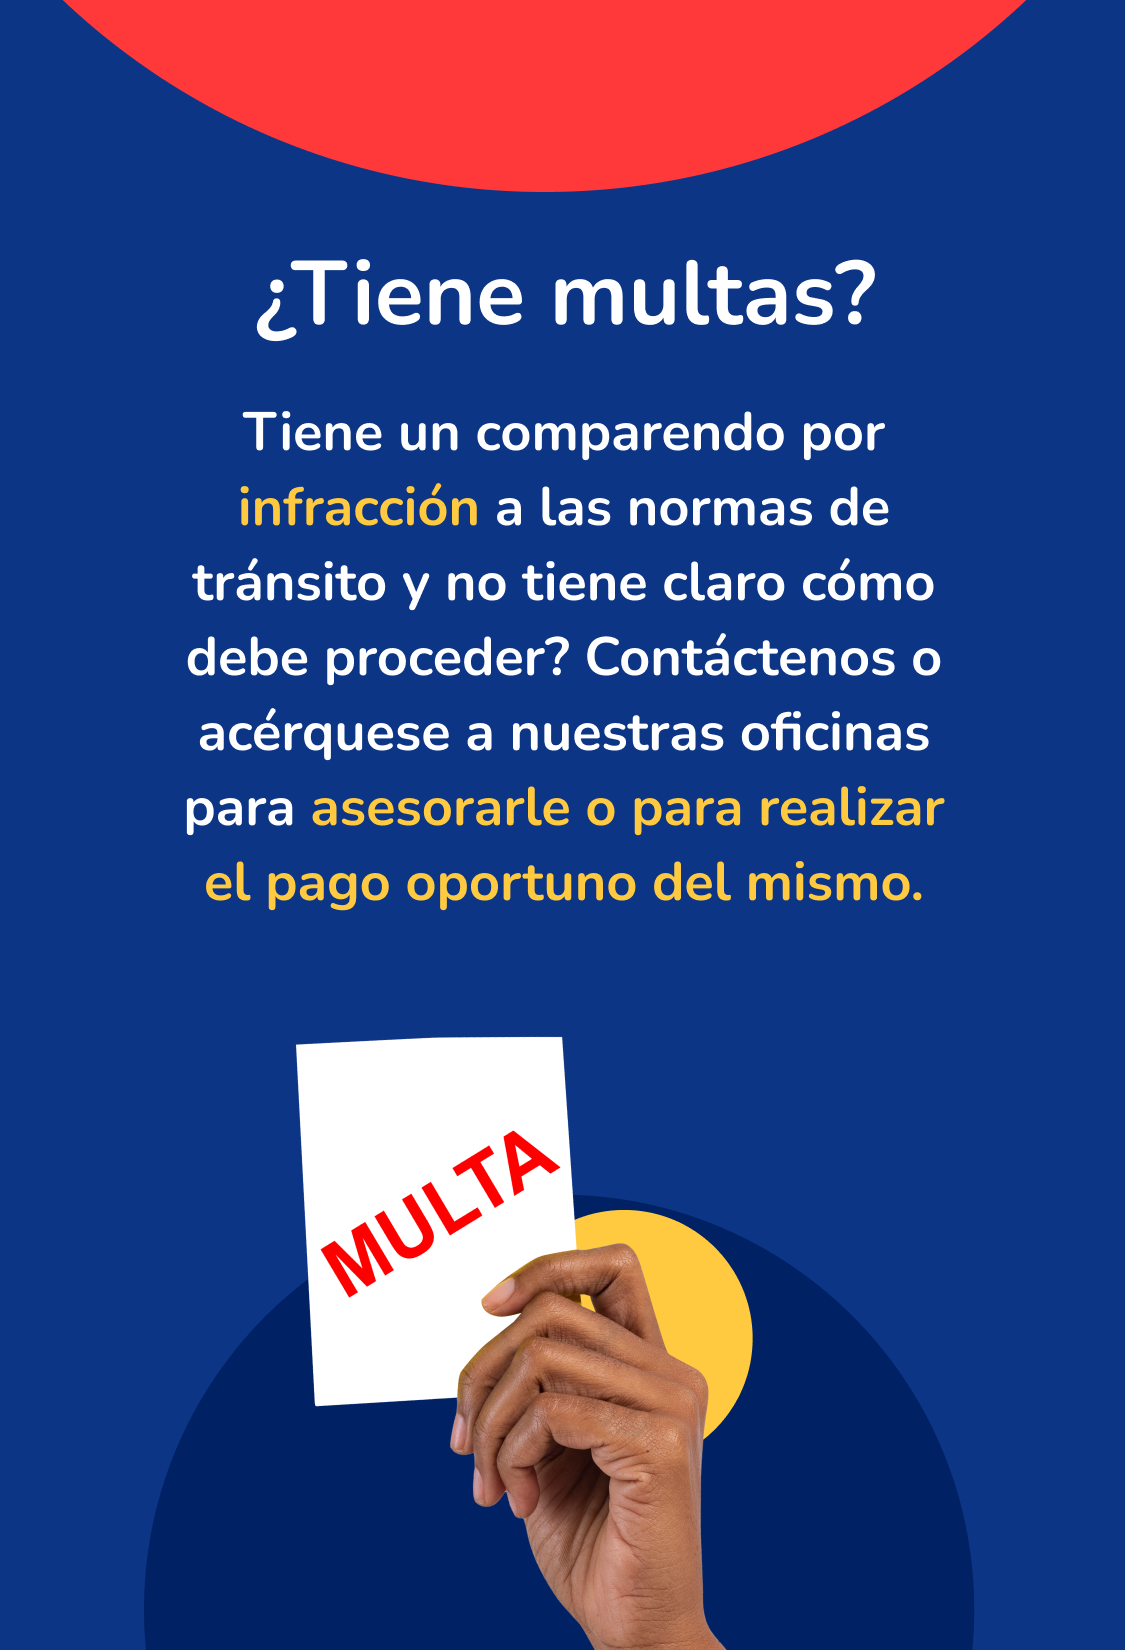 ¿Tiene multas?
Tiene un comparendo por
infracción a las normas de
tránsito y no tiene claro cómo
debe proceder? Contáctenos o
acérquese a nuestras oficinas
para asesorarle o para realizar
el pago oportuno del mismo.
MULTA